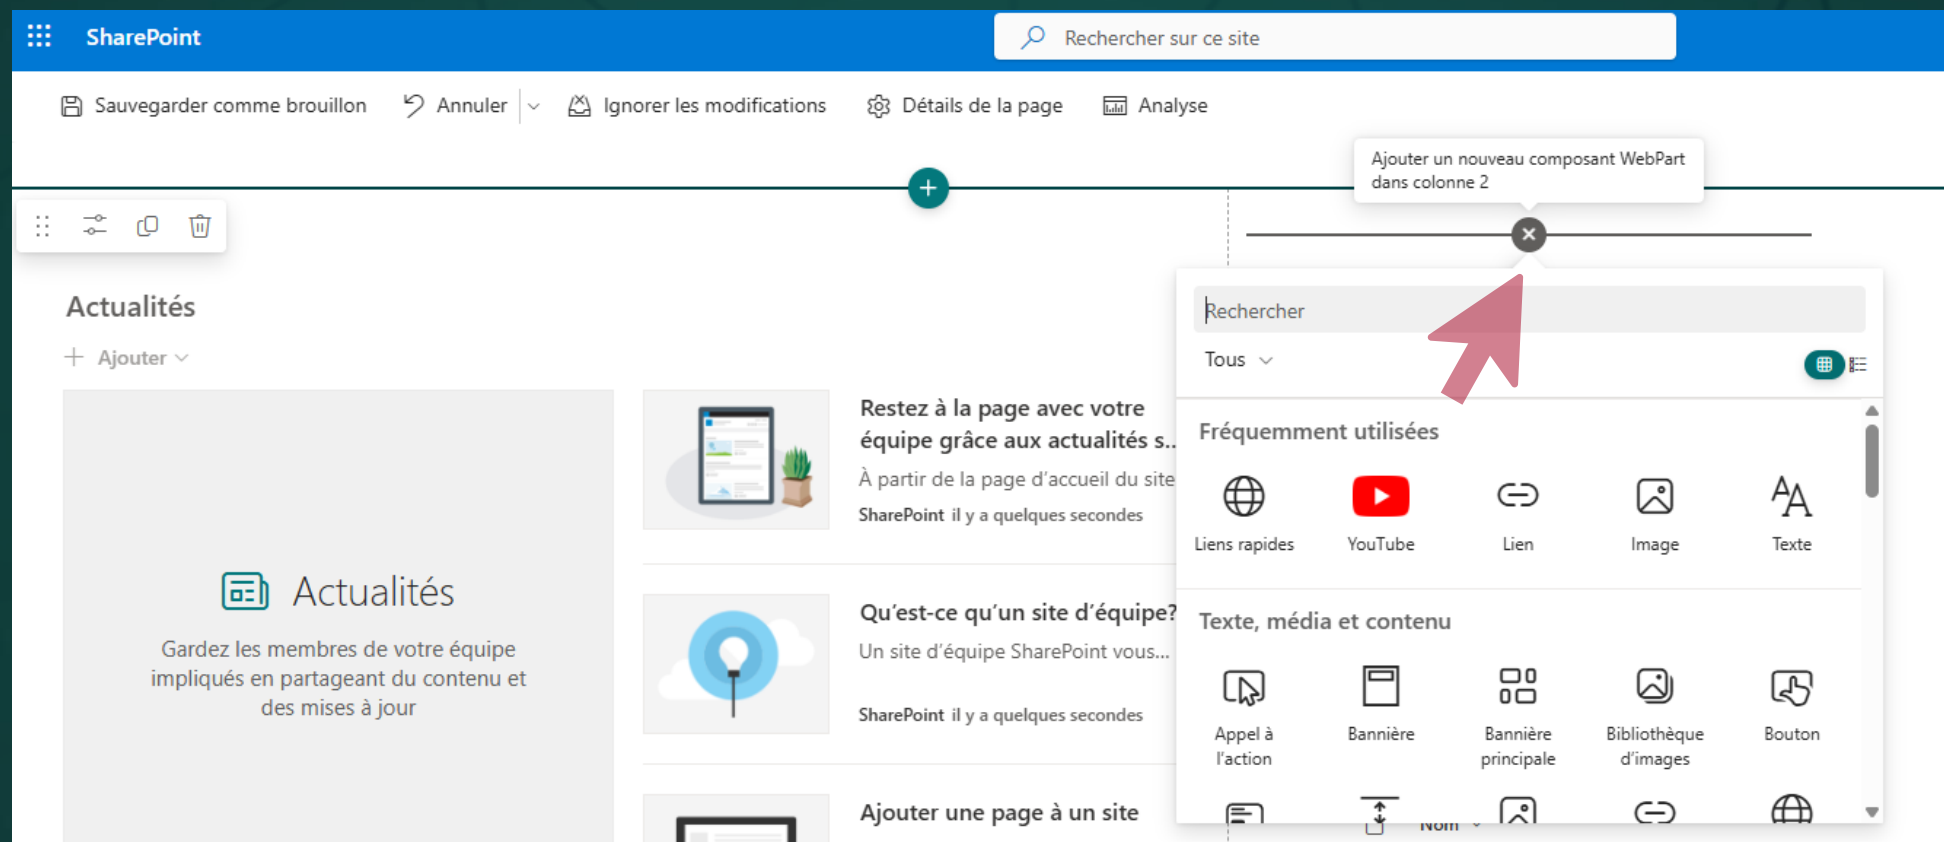 SharePoint
Rechercher sur ce site
Sauvegarder comme brouillon
Annuler
Ignorer les modifications
Détails de la page
Analyse
Ajouter un nouveau composant WebPart
dans colonne 2
Actualités
Ajouter
Actualités
Gardez les membres de votre équipe
impliqués en partageant du contenu et
des mises à jour
Restez à la page avec votre
équipe grâce aux actualités s...
À partir de la page d'accueil du site
SharePoint il y a quelques secondes
Qu'est-ce qu'un site d'équipe?
Un site d'équipe SharePoint vous...
SharePoint il y a quelques secondes
Ajouter une page à un site
Rechercher
Tous
Fréquemment utilisées
Liens rapides
YouTube
Lien
Image
Texte
Texte, média et contenu
Appel à
l'action
Bannière
Bannière
principale
Bibliothèque
d'images
Bouton
Nom